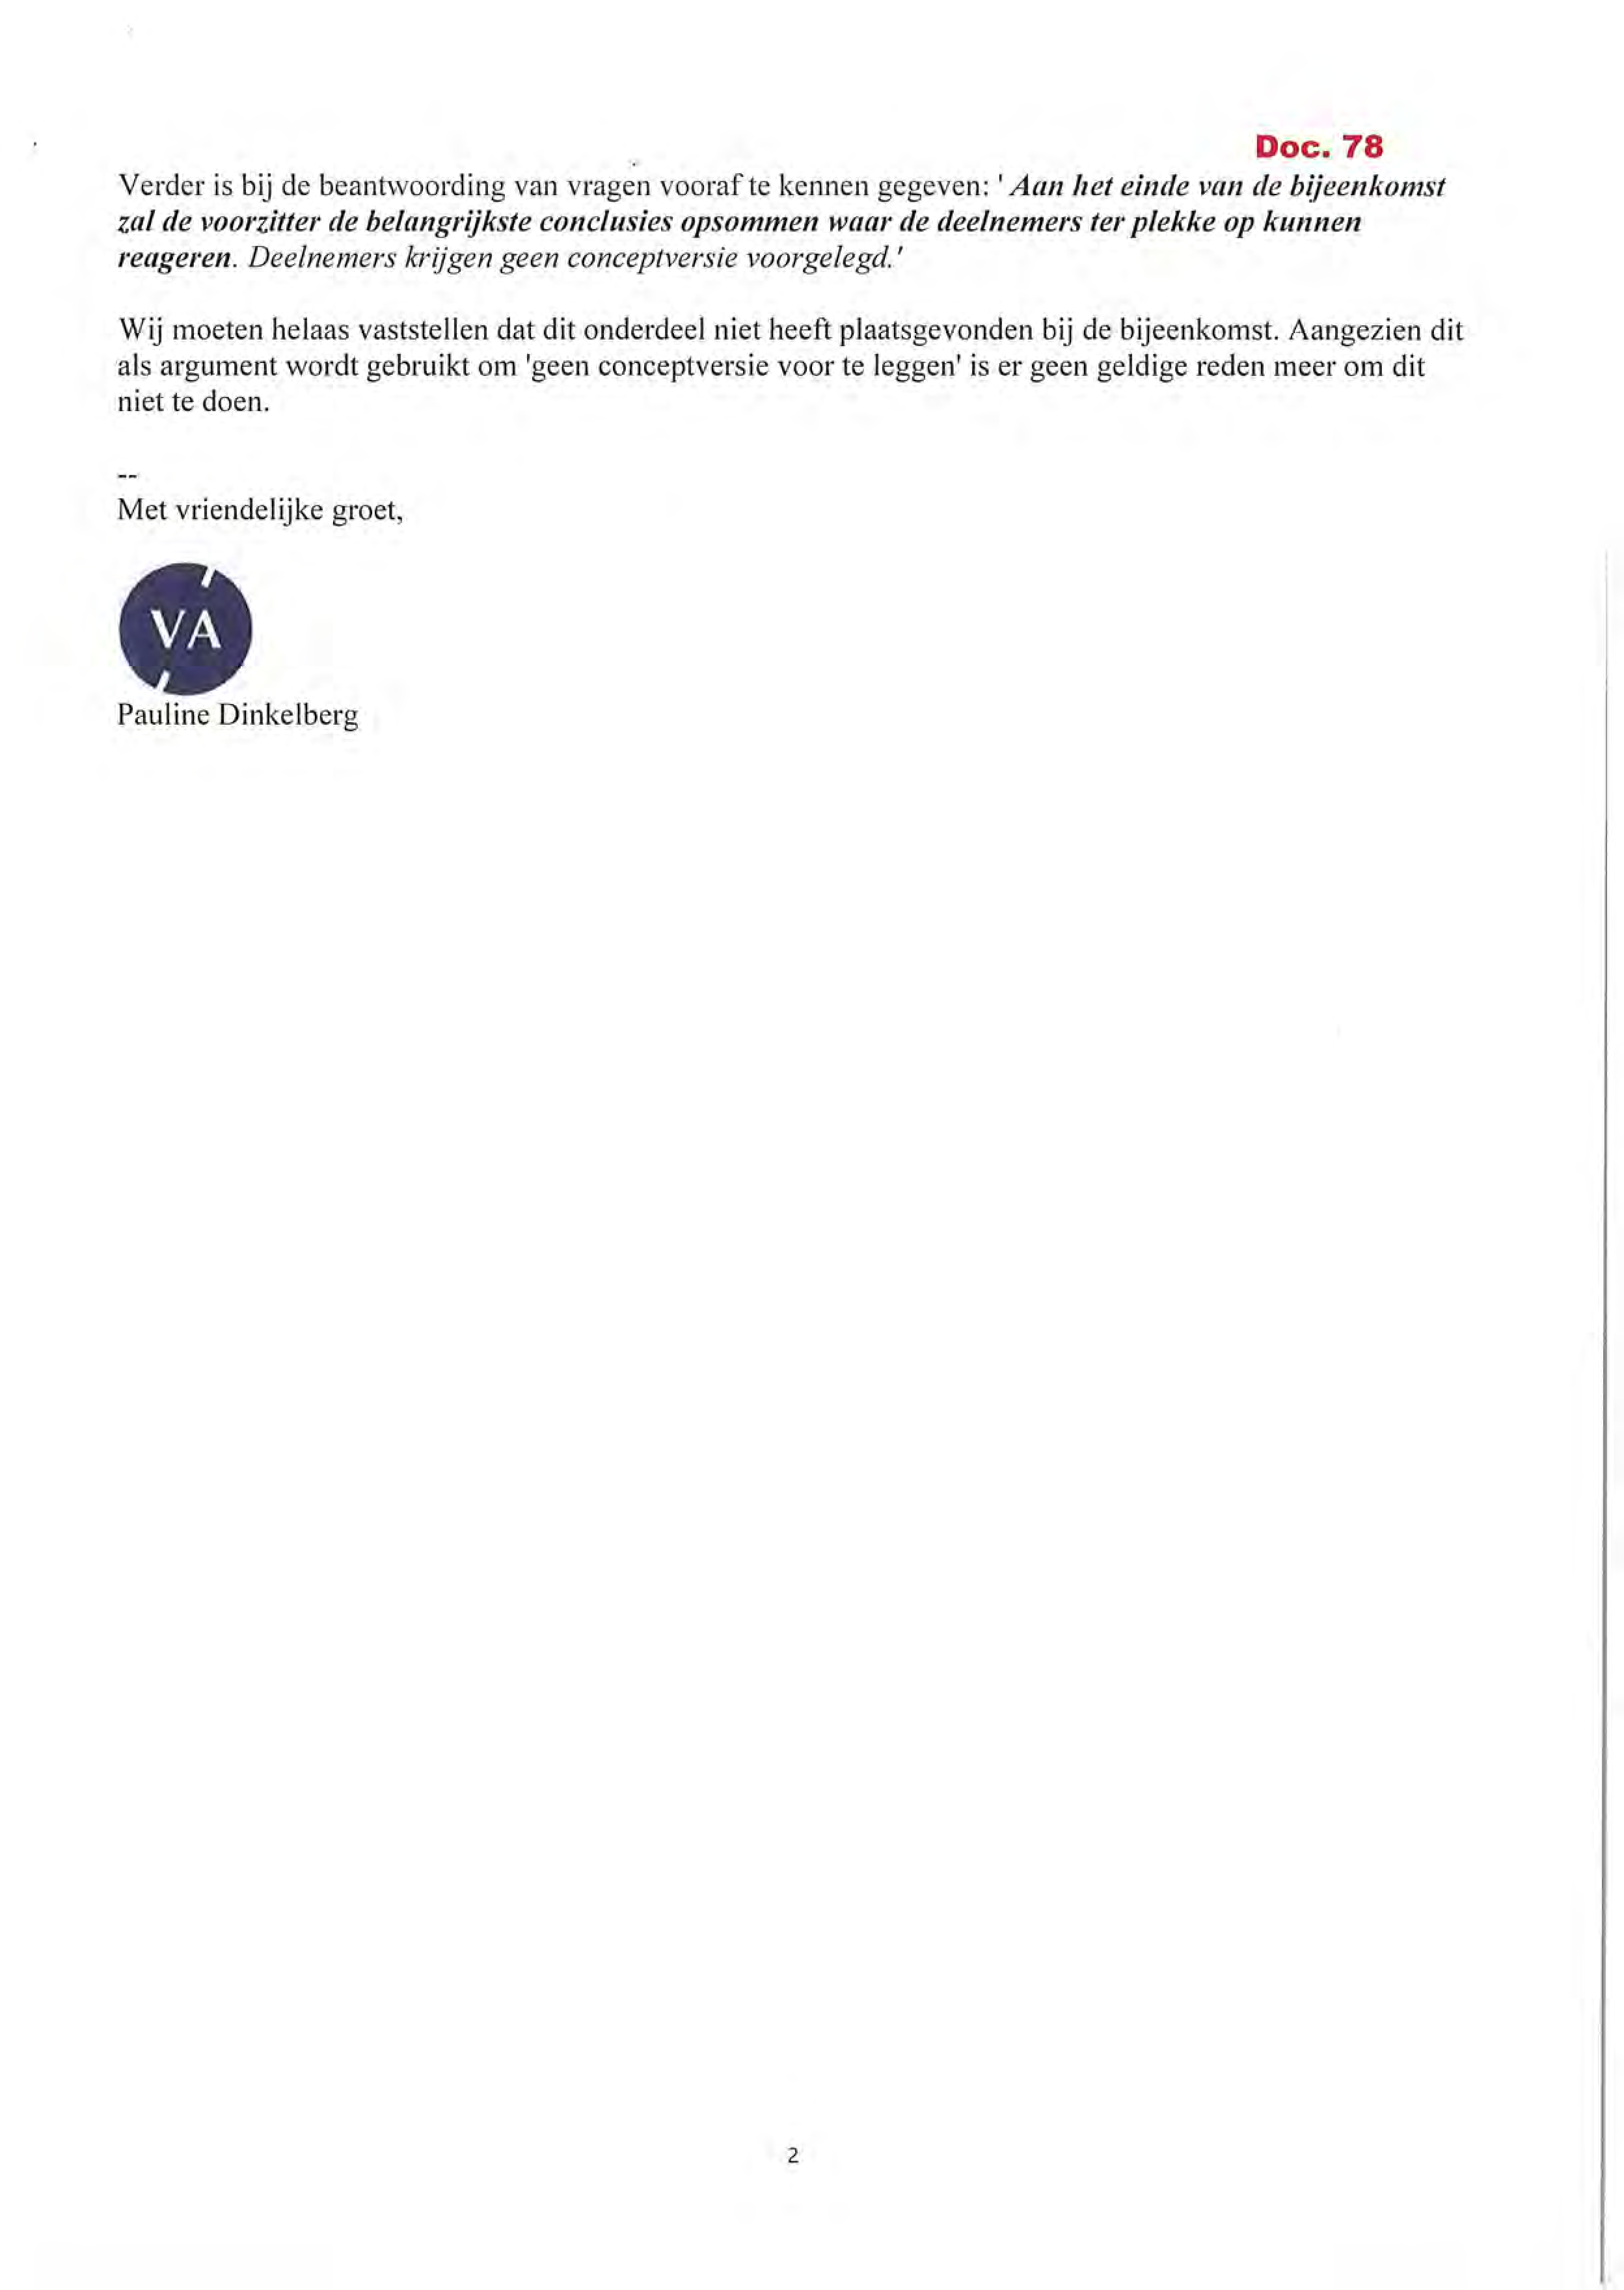 Doc. 78
Verder is bij de beantwoording van vragen vooraf te kennen gegeven: 'Aan het einde van de bijeenkomst
zal de voorzitter de belangrijkste conclusies opsommen waar de deelnemers ter plekke op kunnen
reageren. Deelnemers krijgen geen conceptversie voorgelegd.'
Wij moeten helaas vaststellen dat dit onderdeel niet heeft plaatsgevonden bij de bijeenkomst. Aangezien dit
als argument wordt gebruikt om 'geen conceptversie voor te leggen' is er geen geldige reden meer om dit
niet te doen.
--
Met vriendelijke groet,
VA
Pauline Dinkelberg
2